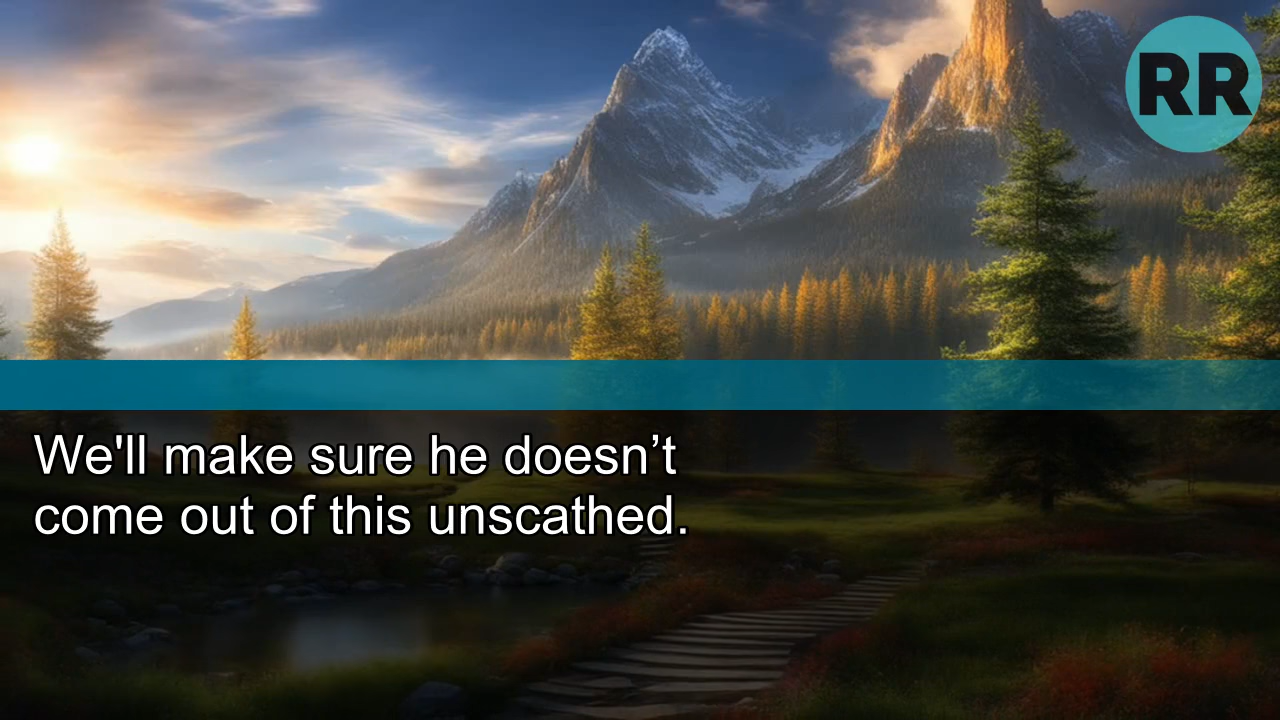 RR
We'll make sure he doesn’t
come out of this unscathed.